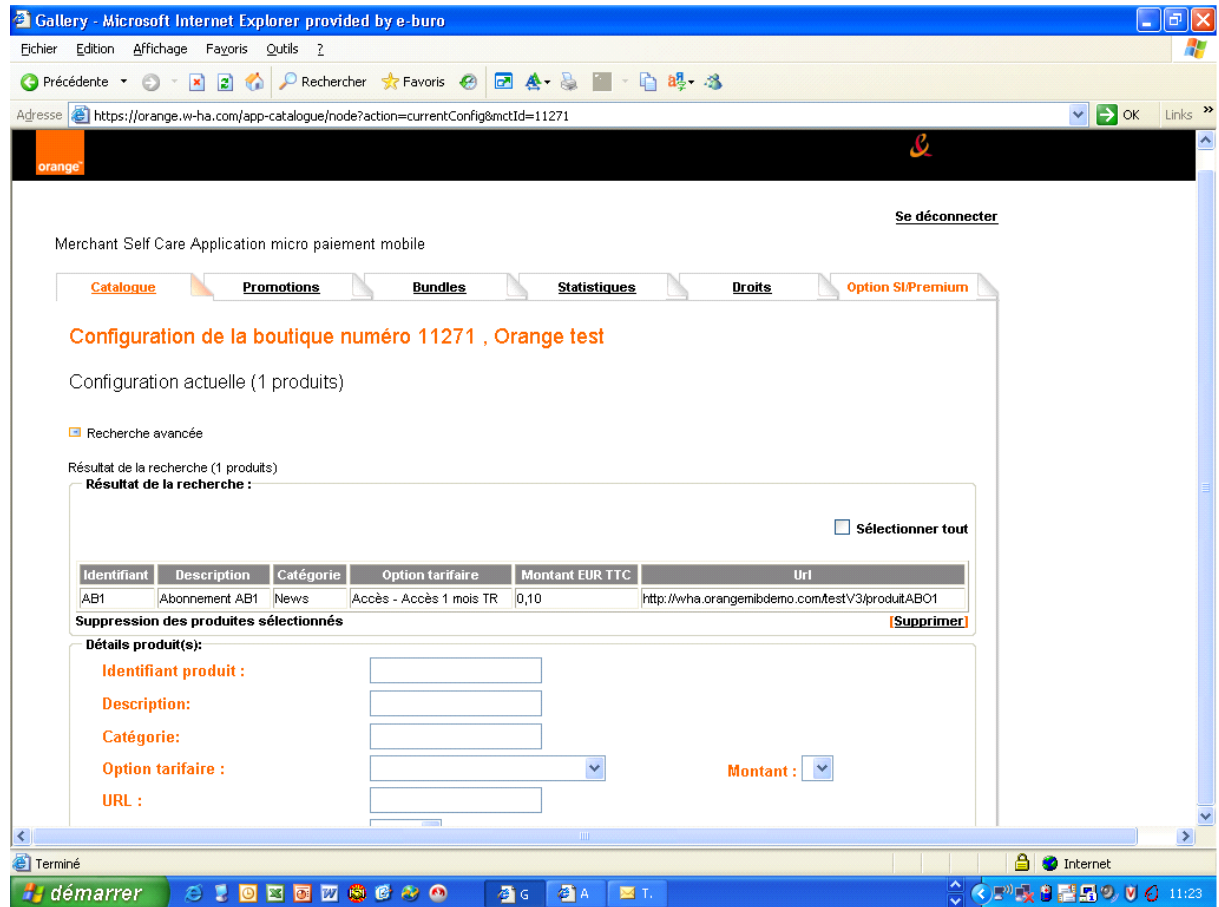 Gallery - Microsoft Internet Explorer provided by e-buro
Fichier Edition Affichage Favoris Outils ?
Précédente Rechercher Favoris
Adresse https://orange.w-ha.com/app-catalogue/node?action=currentConfig&mctId=11271 OK Links »
orange™
Se déconnecter
Merchant Self Care Application micro paiement mobile
Catalogue Promotions Bundles Statistiques Droits Option SI/Premium
Configuration de la boutique numéro 11271 , Orange test
Configuration actuelle (1 produits)
Recherche avancée
Résultat de la recherche (1 produits)
Résultat de la recherche :
Sélectionner tout
Identifiant Description Catégorie Option tarifaire Montant EUR TTC Url
AB1 Abonnement AB1 News Accès - Accès 1 mois TR 0,10 http://wha.orangemibdemo.com/testV3/produitABO1
Suppression des produites sélectionnés [Supprimer]
Détails produit(s):
Identifiant produit :
Description:
Catégorie:
Option tarifaire : Montant :
URL :
Terminé Internet
démarrer G A T. 11:23